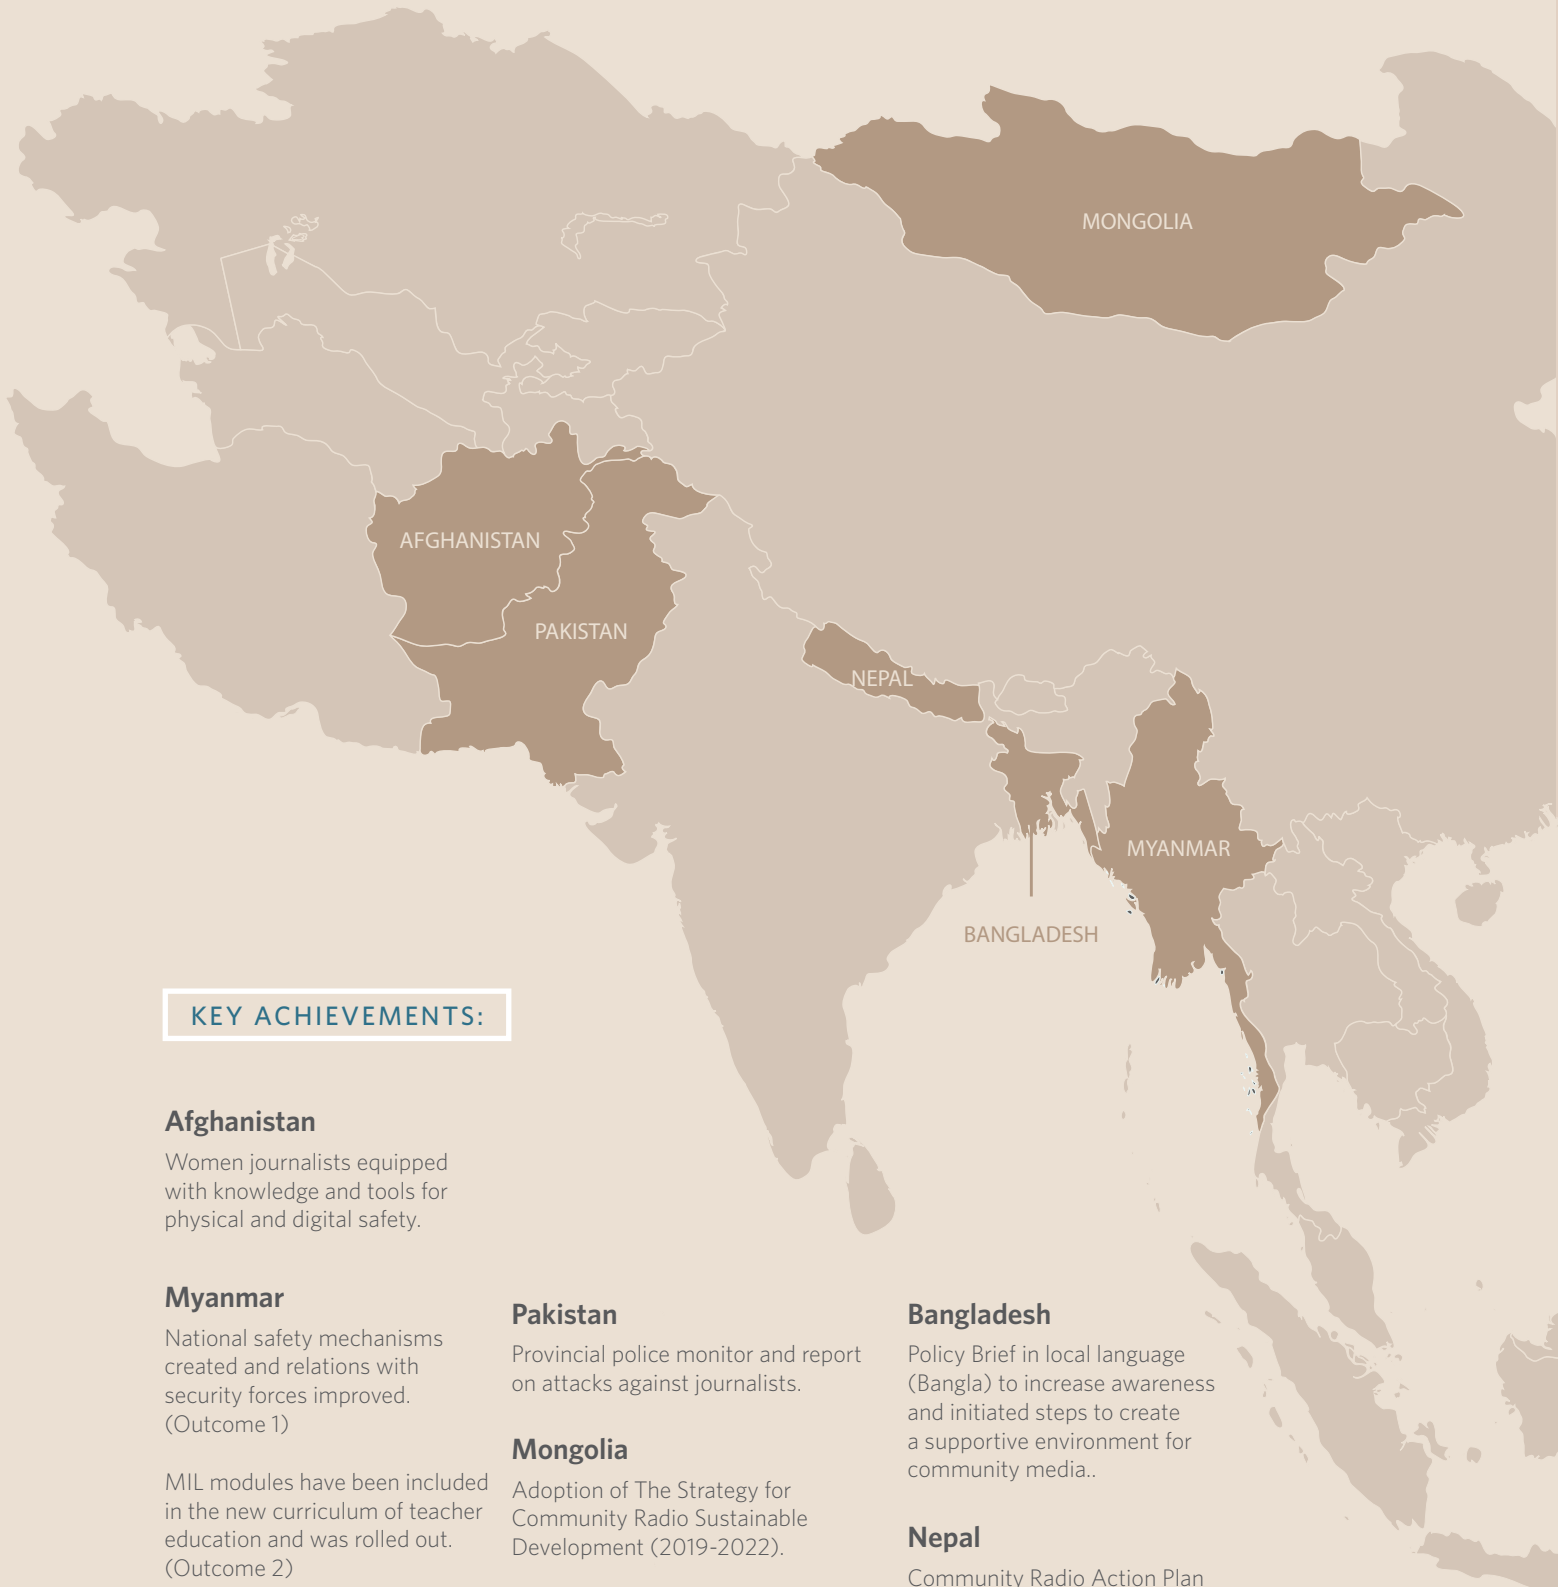 MONGOLIA
AFGHANISTAN
PAKISTAN
NEPAL
MYANMAR
BANGLADESH
KEY ACHIEVEMENTS:
Afghanistan
Women journalists equipped
with knowledge and tools for
physical and digital safety.
Myanmar
National safety mechanisms
created and relations with
security forces improved.
(Outcome 1)
MIL modules have been included
in the new curriculum of teacher
education and was rolled out.
(Outcome 2)
Pakistan
Provincial police monitor and report
on attacks against journalists.
Mongolia
Adoption of The Strategy for
Community Radio Sustainable
Development (2019-2022).
Bangladesh
Policy Brief in local language
(Bangla) to increase awareness
and initiated steps to create
a supportive environment for
community media..
Nepal
Community Radio Action Plan